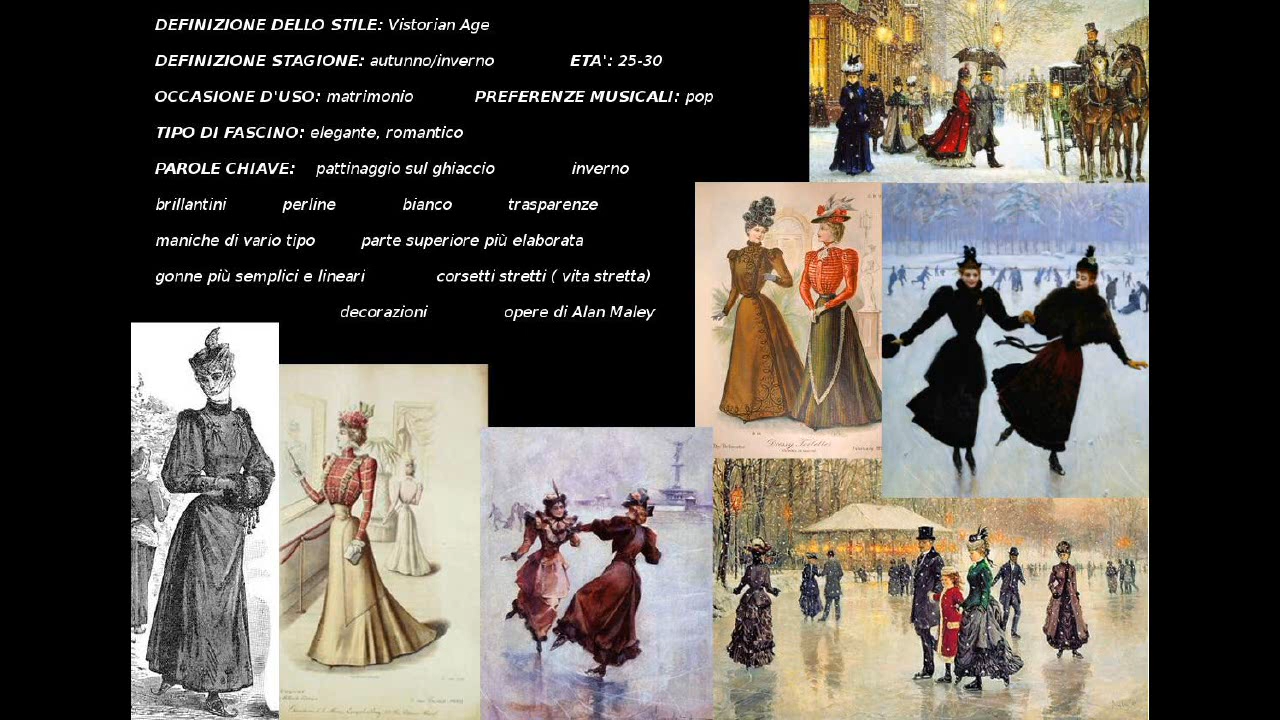 DEFINIZIONE DELLO STILE: Vistorian Age
DEFINIZIONE STAGIONE: autunno/inverno ETA': 25-30
OCCASIONE D'USO: matrimonio PREFERENZE MUSICALI: pop
TIPO DI FASCINO: elegante, romantico
PAROLE CHIAVE: pattinaggio sul ghiaccio inverno
brillantini perline bianco trasparenze
maniche di vario tipo parte superiore più elaborata
gonne più semplici e lineari corsetti stretti ( vita stretta)
decorazioni opere di Alan Maley
Dressy Toilettes